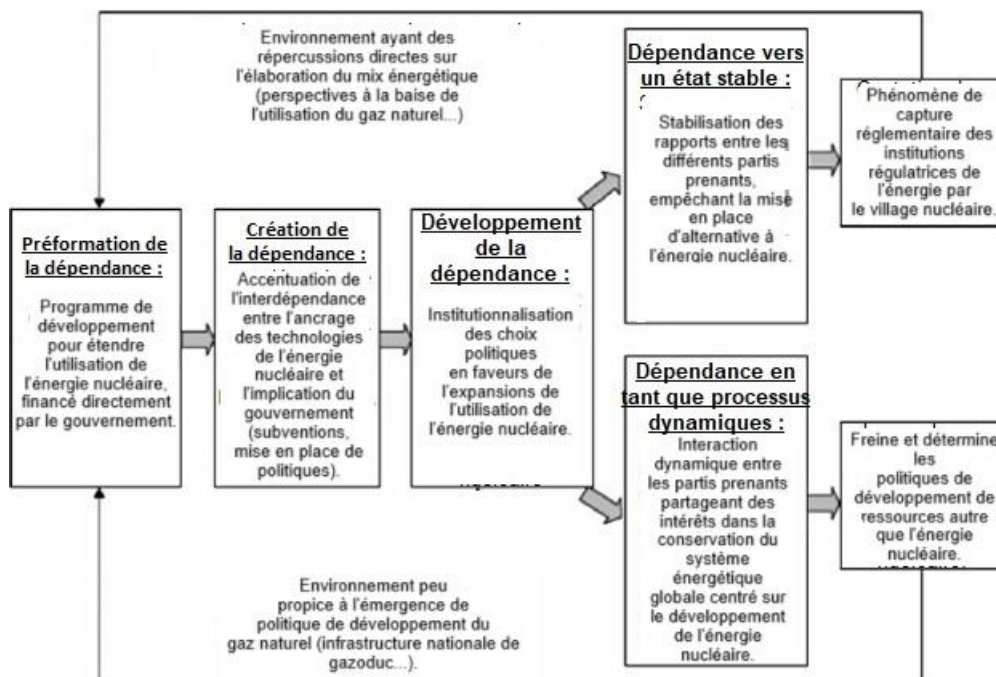 Environnement ayant des
répercussions directes sur
l'élaboration du mix énergétique
(perspectives à la baise de
l'utilisation du gaz naturel...)
Préformation de
la dépendance :
Programme de
développement
pour étendre
l'utilisation de
l'énergie nucléaire,
financé directement
par le gouvernement.
Création de
la dépendance :
Accentuation de
l'interdépendance
entre l'ancrage
des technologies
de l'énergie
nucléaire et
l'implication du
gouvernement
(subventions,
mise en place de
politiques).
Développement
de la
dépendance :
Institutionnalisation
des choix
politiques
en faveurs de
l'expansions de
l'utilisation de
l'énergie nucléaire.
Dépendance vers
un état stable :
Stabilisation des
rapports entre les
différents partis
prenants,
empêchant la mise
en place
d'alternative à
l'énergie nucléaire.
Phénomène de
capture
réglementaire des
institutions
régulatrices de
l'énergie par
le village nucléaire.
Dépendance en
tant que processus
dynamiques :
Interaction
dynamique entre
les partis prenants
partageant des
intérêts dans la
conservation du
système
énergétique
globale centré sur
le développement
de l'énergie
nucléaire.
Freine et détermine
les
politiques de
développement de
ressources autre
que l'énergie
nucléaire.
Environnement peu
propice à l'émergence de
politique de développement du
gaz naturel (infrastructure nationale de
gazoduc...).